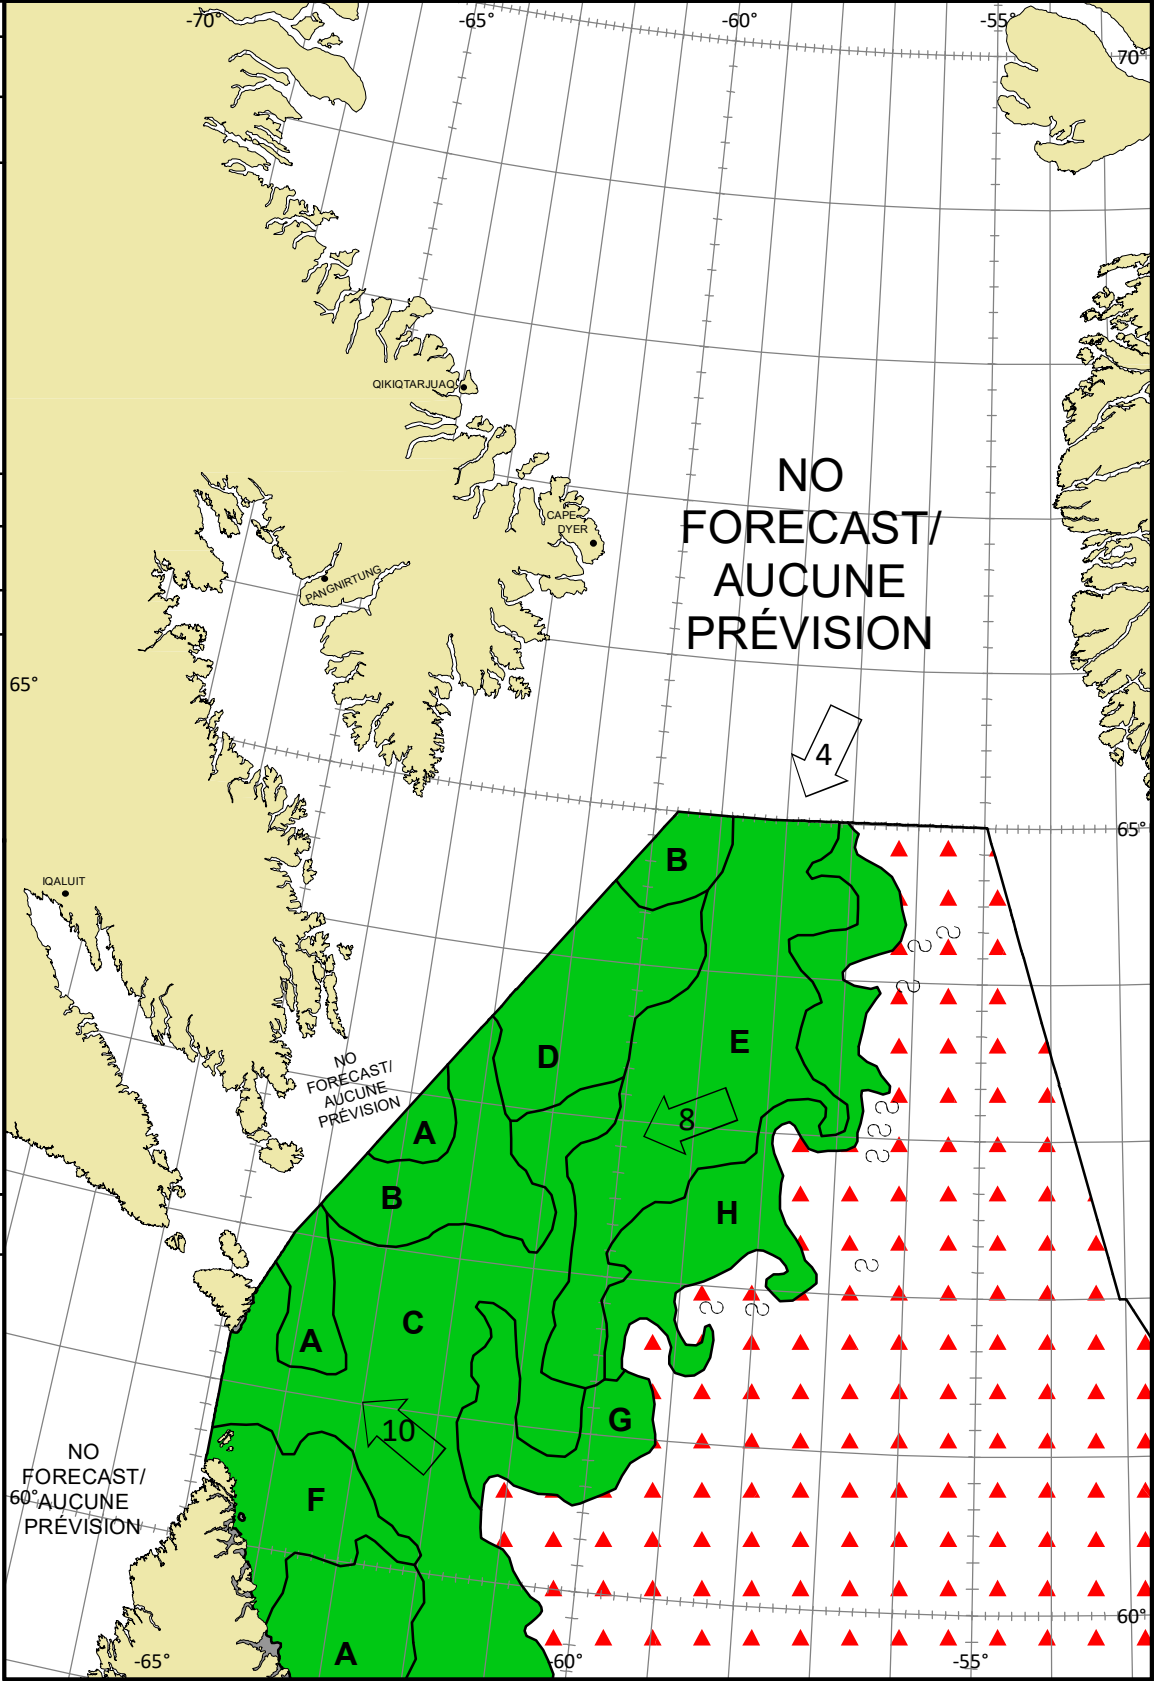 -70°
-65°
-60°
-55°
70°
QIKIQTARJUAQ
CAPE
DYER
NO
FORECAST/
AUCUNE
PRÉVISION
PANGNIRTUNG
65°
4
65°
B
IQALUIT
E
D
NO
FORECAST/
AUCUNE
PRÉVISION
8
A
B
H
C
A
G
10
NO
FORECAST/
AUCUNE
PRÉVISION
60°
F
60°
A
-65°
-60°
-55°